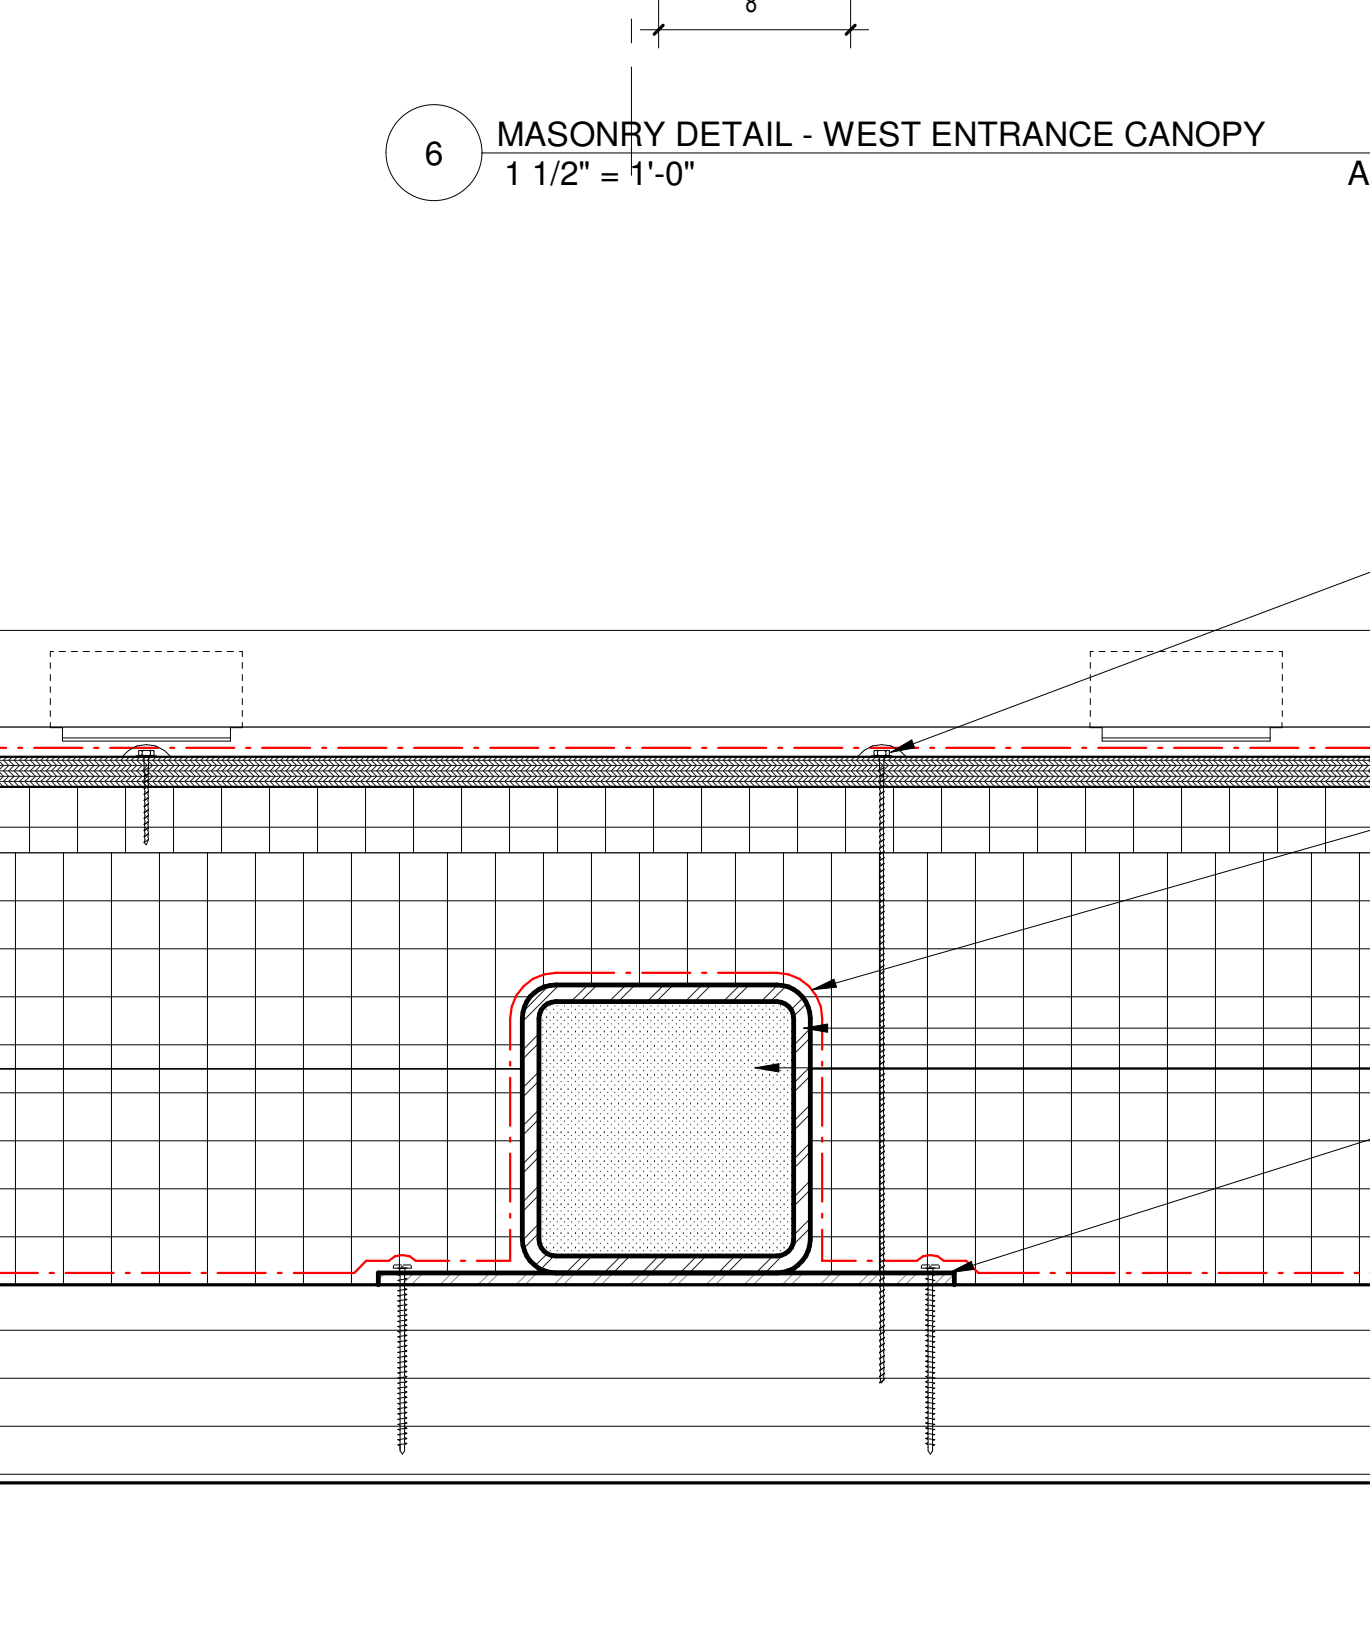 8
6
MASONRY DETAIL - WEST ENTRANCE CANOPY
1 1/2" = 1'-0"
A